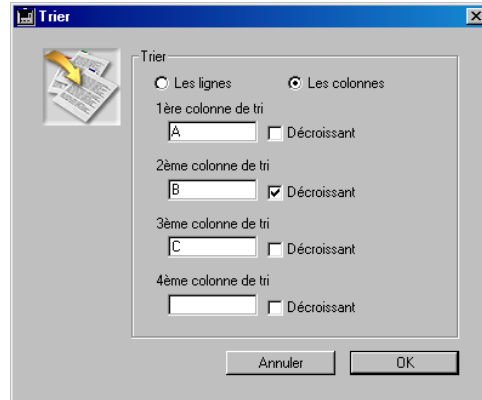 Trier
Trier
Les lignes Les colonnes
1ère colonne de tri
A Décroissant
2ème colonne de tri
B Décroissant
3ème colonne de tri
C Décroissant
4ème colonne de tri
Décroissant
Annuler OK